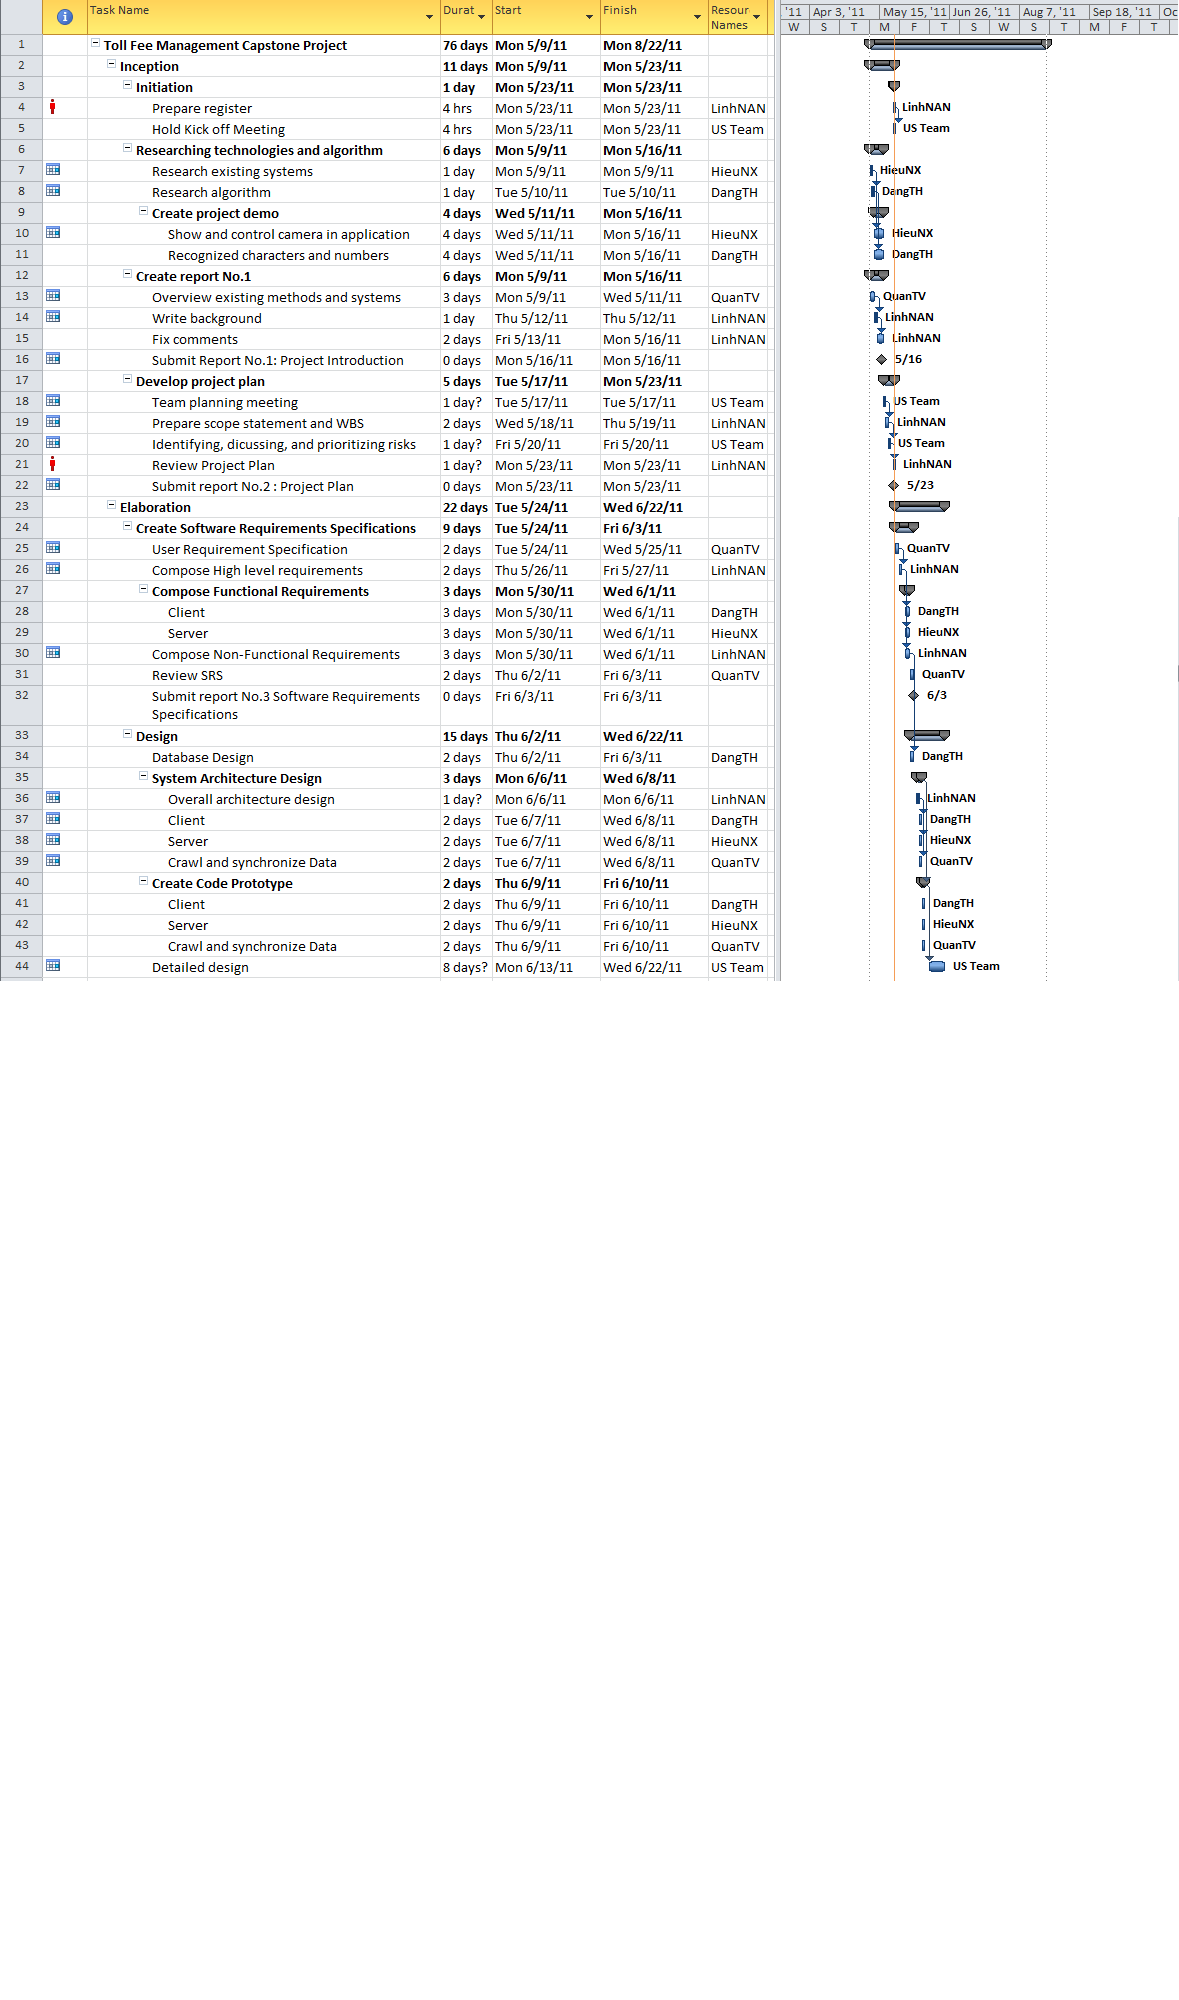 Task Name Durat Start Finish Resour Names
'11 Apr 3, '11 May 15, '11 Jun 26, '11 Aug 7, '11 Sep 18, '11 Oc
W S T M F T S W S T M F T
1 Toll Fee Management Capstone Project 76 days Mon 5/9/11 Mon 8/22/11
2 Inception 11 days Mon 5/9/11 Mon 5/23/11
3 Initiation 1 day Mon 5/23/11 Mon 5/23/11
4 Prepare register 4 hrs Mon 5/23/11 Mon 5/23/11 LinhNAN LinhNAN
5 Hold Kick off Meeting 4 hrs Mon 5/23/11 Mon 5/23/11 US Team US Team
6 Researching technologies and algorithm 6 days Mon 5/9/11 Mon 5/16/11
7 Research existing systems 1 day Mon 5/9/11 Mon 5/9/11 HieuNX HieuNX
8 Research algorithm 1 day Tue 5/10/11 Tue 5/10/11 DangTH DangTH
9 Create project demo 4 days Wed 5/11/11 Mon 5/16/11
10 Show and control camera in application 4 days Wed 5/11/11 Mon 5/16/11 HieuNX HieuNX
11 Recognized characters and numbers 4 days Wed 5/11/11 Mon 5/16/11 DangTH DangTH
12 Create report No.1 6 days Mon 5/9/11 Mon 5/16/11
13 Overview existing methods and systems 3 days Mon 5/9/11 Wed 5/11/11 QuanTV QuanTV
14 Write background 1 day Thu 5/12/11 Thu 5/12/11 LinhNAN LinhNAN
15 Fix comments 2 days Fri 5/13/11 Mon 5/16/11 LinhNAN LinhNAN
16 Submit Report No.1: Project Introduction 0 days Mon 5/16/11 Mon 5/16/11 5/16
17 Develop project plan 5 days Tue 5/17/11 Mon 5/23/11
18 Team planning meeting 1 day? Tue 5/17/11 Tue 5/17/11 US Team US Team
19 Prepare scope statement and WBS 2 days Wed 5/18/11 Thu 5/19/11 LinhNAN LinhNAN
20 Identifying, dicussing, and prioritizing risks 1 day? Fri 5/20/11 Fri 5/20/11 US Team US Team
21 Review Project Plan 1 day? Mon 5/23/11 Mon 5/23/11 LinhNAN LinhNAN
22 Submit report No.2 : Project Plan 0 days Mon 5/23/11 Mon 5/23/11 5/23
23 Elaboration 22 days Tue 5/24/11 Wed 6/22/11
24 Create Software Requirements Specifications 9 days Tue 5/24/11 Fri 6/3/11
25 User Requirement Specification 2 days Tue 5/24/11 Wed 5/25/11 QuanTV QuanTV
26 Compose High level requirements 2 days Thu 5/26/11 Fri 5/27/11 LinhNAN LinhNAN
27 Compose Functional Requirements 3 days Mon 5/30/11 Wed 6/1/11
28 Client 3 days Mon 5/30/11 Wed 6/1/11 DangTH DangTH
29 Server 3 days Mon 5/30/11 Wed 6/1/11 HieuNX HieuNX
30 Compose Non-Functional Requirements 3 days Mon 5/30/11 Wed 6/1/11 LinhNAN LinhNAN
31 Review SRS 2 days Thu 6/2/11 Fri 6/3/11 QuanTV QuanTV
32 Submit report No.3 Software Requirements 0 days Fri 6/3/11 Fri 6/3/11 6/3
Specifications
33 Design 15 days Thu 6/2/11 Wed 6/22/11
34 Database Design 2 days Thu 6/2/11 Fri 6/3/11 DangTH DangTH
35 System Architecture Design 3 days Mon 6/6/11 Wed 6/8/11
36 Overall architecture design 1 day? Mon 6/6/11 Mon 6/6/11 LinhNAN LinhNAN
37 Client 2 days Tue 6/7/11 Wed 6/8/11 DangTH DangTH
38 Server 2 days Tue 6/7/11 Wed 6/8/11 HieuNX HieuNX
39 Crawl and synchronize Data 2 days Tue 6/7/11 Wed 6/8/11 QuanTV QuanTV
40 Create Code Prototype 2 days Thu 6/9/11 Fri 6/10/11
41 Client 2 days Thu 6/9/11 Fri 6/10/11 DangTH DangTH
42 Server 2 days Thu 6/9/11 Fri 6/10/11 HieuNX HieuNX
43 Crawl and synchronize Data 2 days Thu 6/9/11 Fri 6/10/11 QuanTV QuanTV
44 Detailed design 8 days? Mon 6/13/11 Wed 6/22/11 US Team US Team